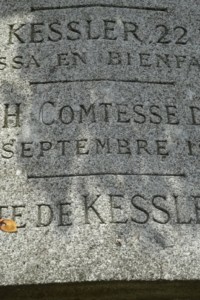 KESSLER, 22
SSA EN BIENFA
H COMTESSE D
SEPTEMBRE 1
TE DE KESSLE